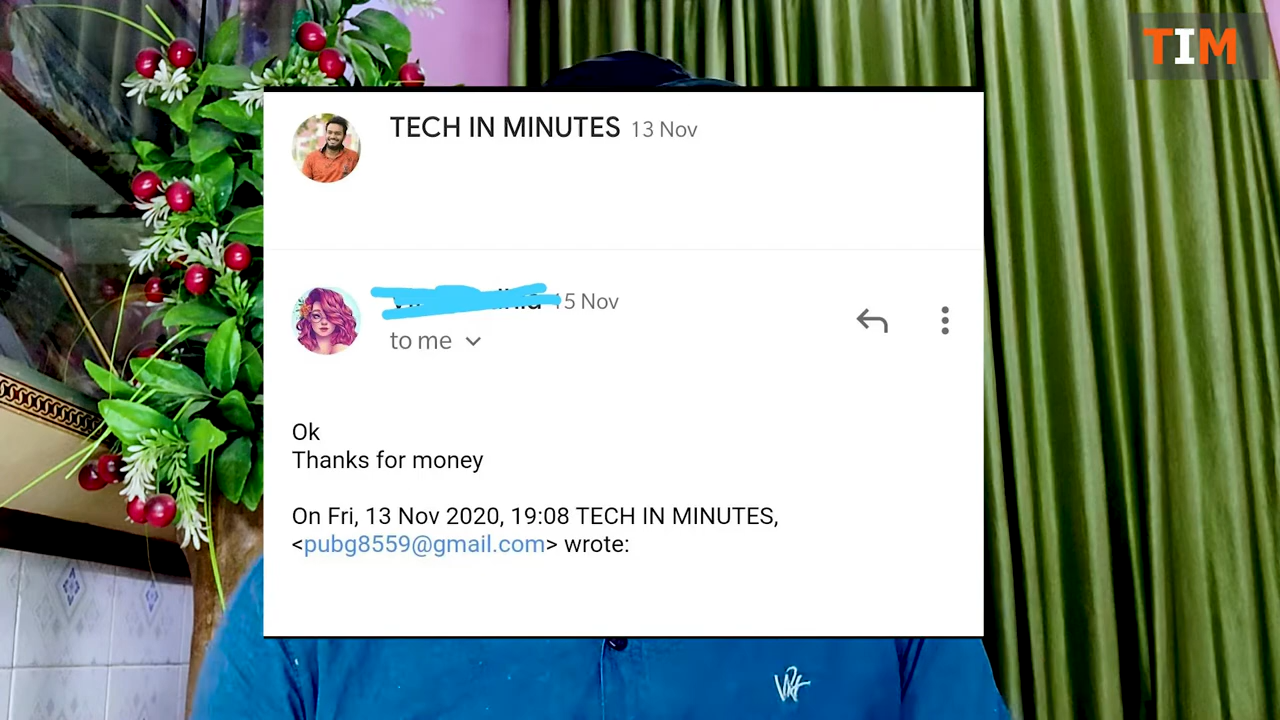 TIM
TECH IN MINUTES 13 Nov
15 Nov
to me
Ok
Thanks for money
On Fri, 13 Nov 2020, 19:08 TECH IN MINUTES,
<pubg8559@gmail.com> wrote: